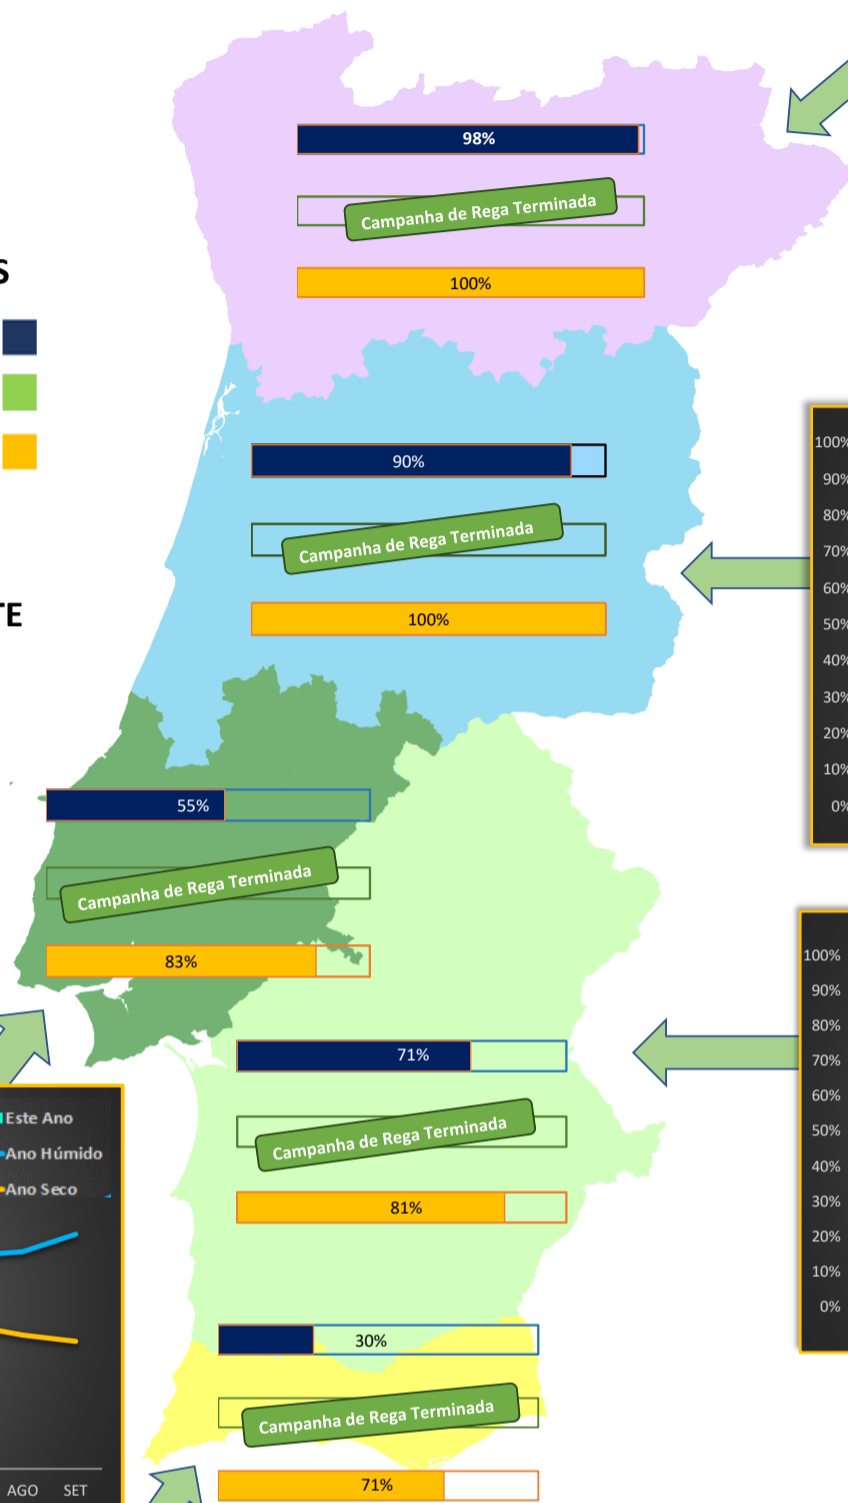 98%
Campanha de Rega Terminada
100%
S
90%
Campanha de Rega Terminada
100%
TE
100%
90%
80%
70%
60%
50%
40%
30%
20%
10%
0%
55%
Campanha de Rega Terminada
83%
71%
Campanha de Rega Terminada
81%
100%
90%
80%
70%
60%
50%
40%
30%
20%
10%
0%
Este Ano
Ano Húmido
Ano Seco
AGO SET
30%
Campanha de Rega Terminada
71%